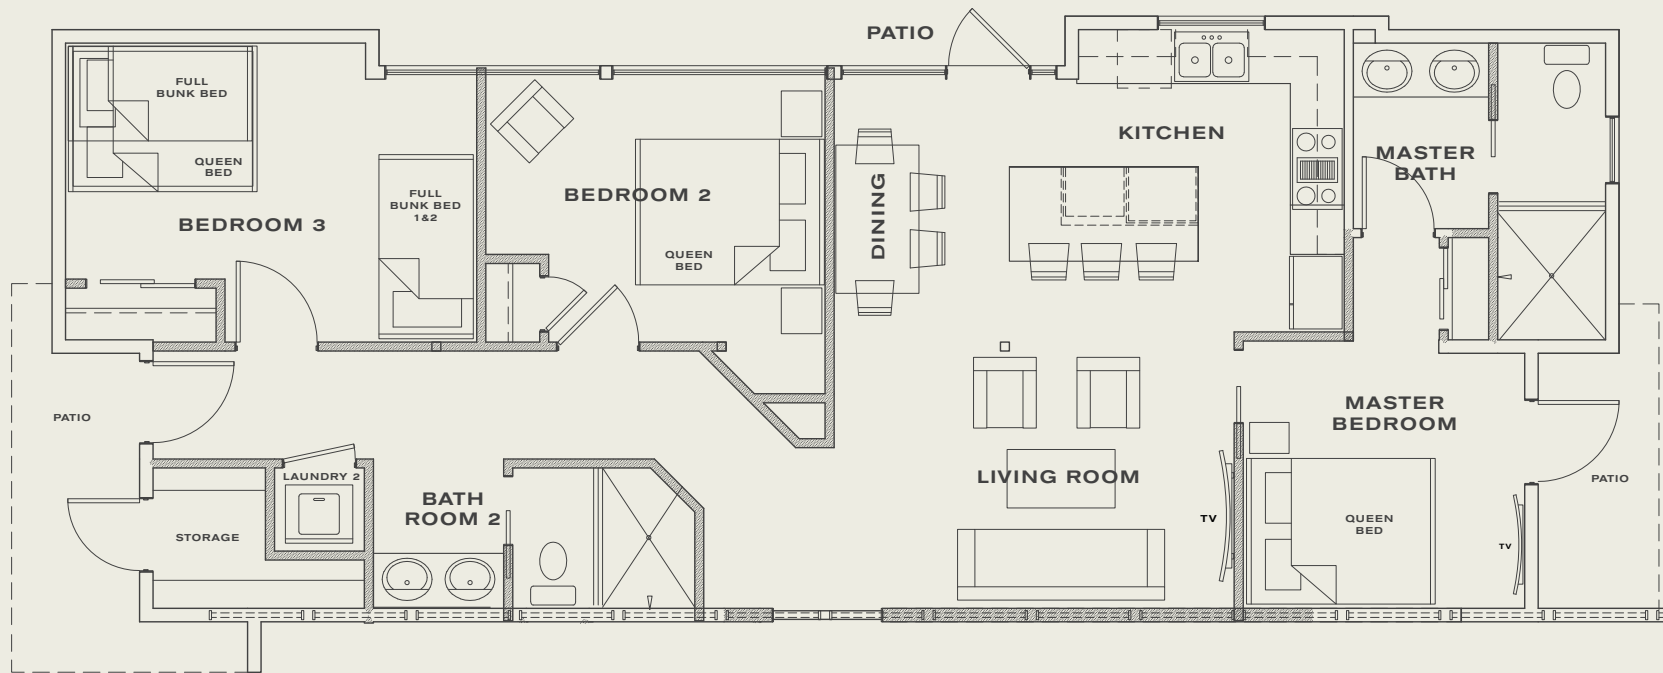 PATIO
FULL
BUNK BED
QUEEN
BED
BEDROOM 3
FULL
BUNK BED
1&2
BEDROOM 2
QUEEN
BED
DINING
KITCHEN
MASTER
BATH
PATIO
LAUNDRY 2
STORAGE
BATH
ROOM 2
LIVING ROOM
TV
MASTER
BEDROOM
QUEEN
BED
TV
PATIO